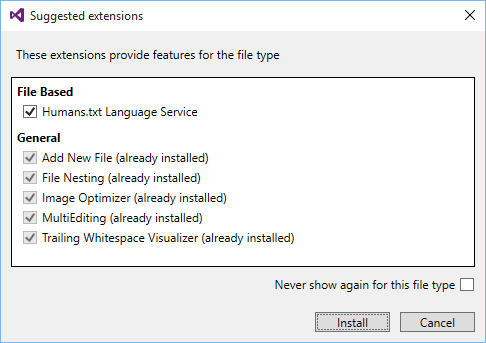 Suggested extensions
These extensions provide features for the file type
File Based
Humans.txt Language Service
General
Add New File (already installed)
File Nesting (already installed)
Image Optimizer (already installed)
MultiEditing (already installed)
Trailing Whitespace Visualizer (already installed)
Never show again for this file type
Install Cancel